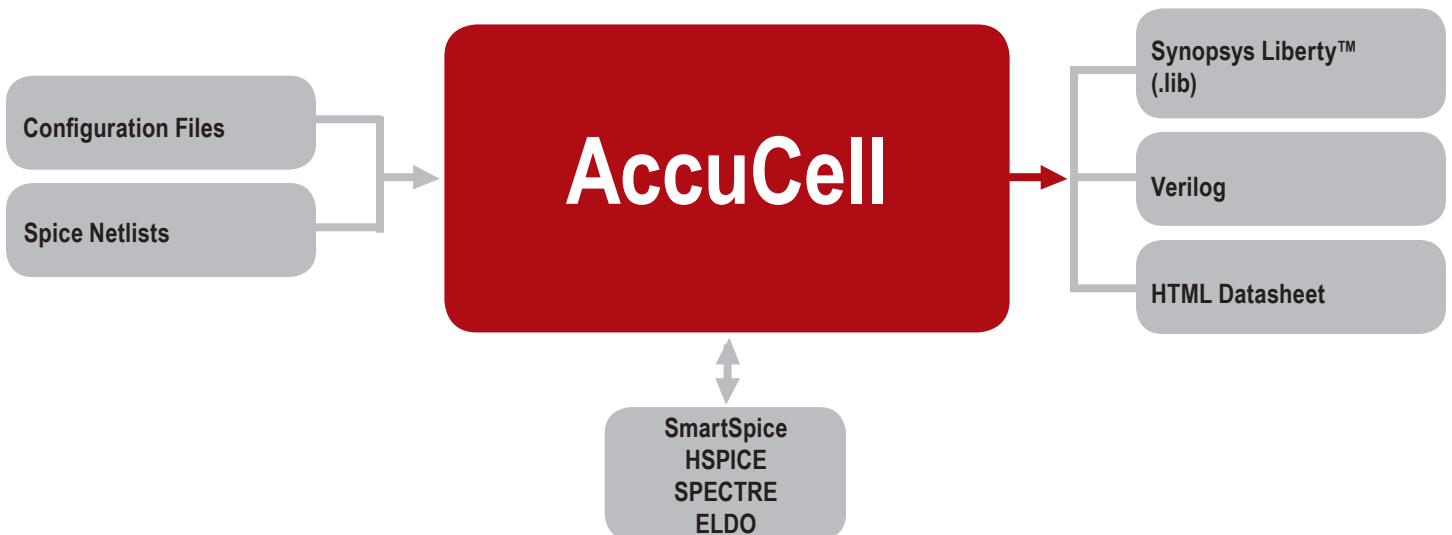 Configuration Files
Spice Netlists
AccuCell
Synopsys Liberty™
(.lib)
Verilog
HTML Datasheet
SmartSpice
HSPICE
SPECTRE
ELDO